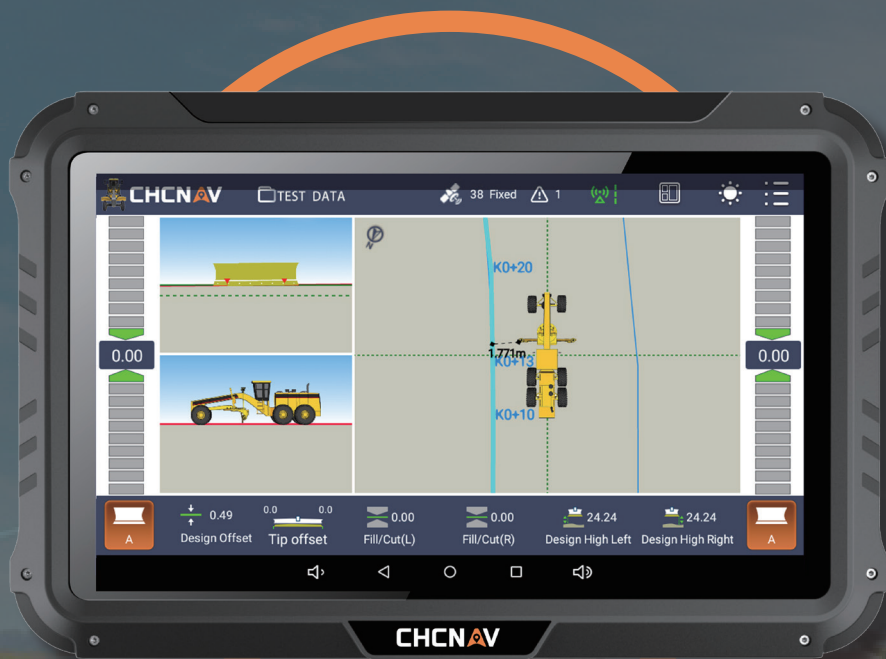 CHCNAV TEST DATA 38 Fixed 1
N
K0+20
1.771m
0.00 0.00
K0+13
K0+10
0.49 0.0 0.0 0.00 0.00 24.24 24.24
A Design Offset Tip offset Fill/Cut(L) Fill/Cut(R) Design High Left Design High Right A
CHCNAV